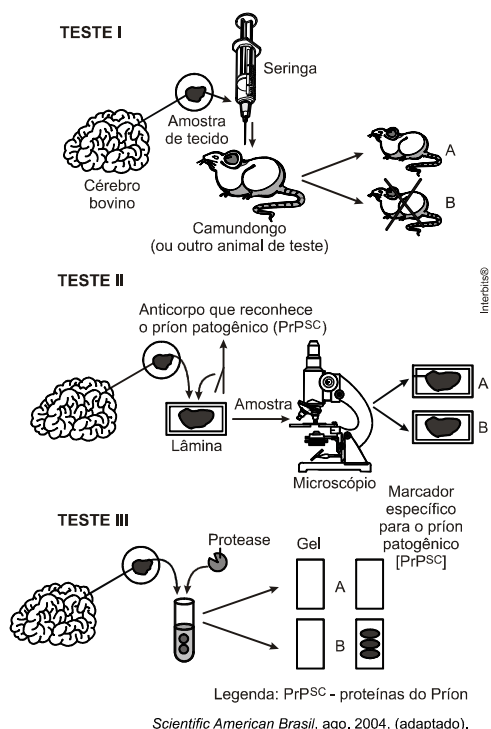 TESTE I
Seringa
Amostra
de tecido
Cérebro
bovino
Camundongo
(ou outro animal de teste)
A
B
Interbits®
TESTE II
Anticorpo que reconhece
o príon patogênico (PrPSC)
Lâmina
Amostra
Microscópio
A
B
TESTE III
Protease
Gel
Marcador
específico
para o príon
patogênico
[PrPSC]
A
B
Legenda: PrPSC - proteínas do Príon
Scientific American Brasil, ago. 2004. (adaptado).